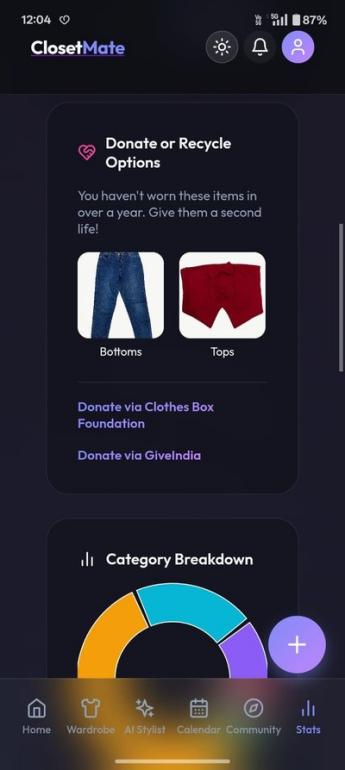 12:04
87%
ClosetMate
Donate or Recycle
Options
You haven't worn these items in
over a year. Give them a second
life!
Bottoms
Tops
Donate via Clothes Box
Foundation
Donate via GiveIndia
Category Breakdown
Home
Wardrobe
AI Stylist
Calendar
Community
Stats